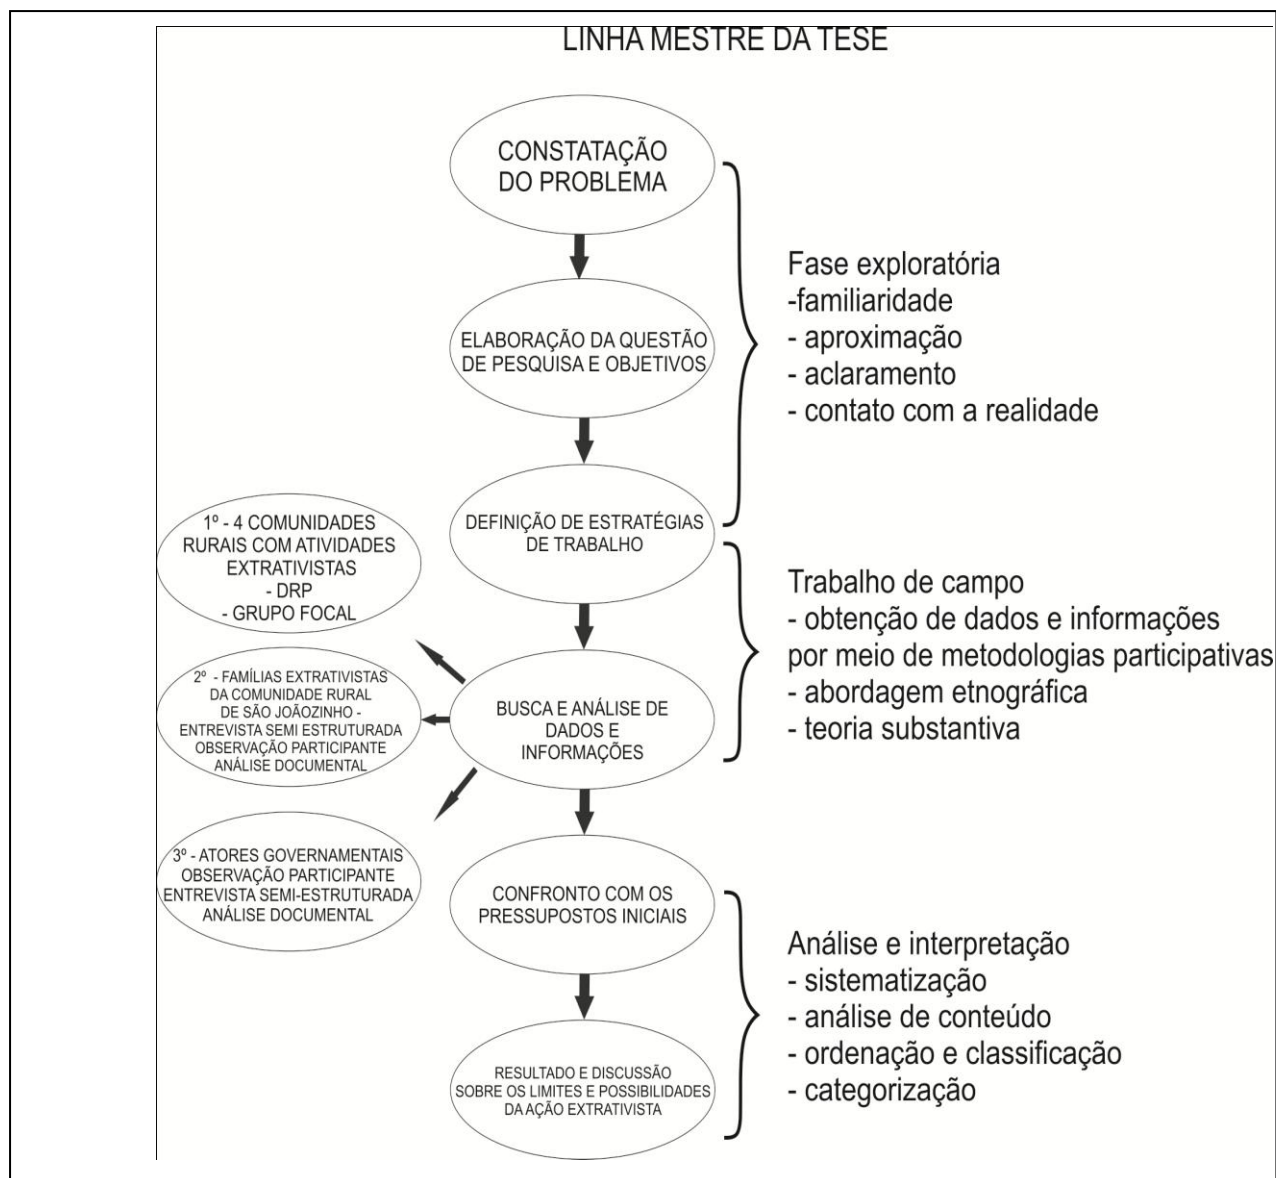 LINHA MESTRE DA TESE
CONSTATAÇÃO
DO PROBLEMA
ELABORAÇÃO DA QUESTÃO
DE PESQUISA E OBJETIVOS
Fase exploratória
-familiaridade
- aproximação
- aclaramento
- contato com a realidade
DEFINIÇÃO DE ESTRATÉGIAS
DE TRABALHO
1º - 4 COMUNIDADES
RURAIS COM ATIVIDADES
EXTRATIVISTAS
- DRP
- GRUPO FOCAL
2º - FAMÍLIAS EXTRATIVISTAS
DA COMUNIDADE RURAL
DE SÃO JOÃOZINHO -
ENTREVISTA SEMI ESTRUTURADA
OBSERVAÇÃO PARTICIPANTE
ANÁLISE DOCUMENTAL
3º - ATORES GOVERNAMENTAIS
OBSERVAÇÃO PARTICIPANTE
ENTREVISTA SEMI-ESTRUTURADA
ANÁLISE DOCUMENTAL
BUSCA E ANÁLISE DE
DADOS E
INFORMAÇÕES
Trabalho de campo
- obtenção de dados e informações
por meio de metodologias participativas
- abordagem etnográfica
- teoria substantiva
CONFRONTO COM OS
PRESSUPOSTOS INICIAIS
RESULTADO E DISCUSSÃO
SOBRE OS LIMITES E POSSIBILIDADES
DA AÇÃO EXTRATIVISTA
Análise e interpretação
- sistematização
- análise de conteúdo
- ordenação e classificação
- categorização